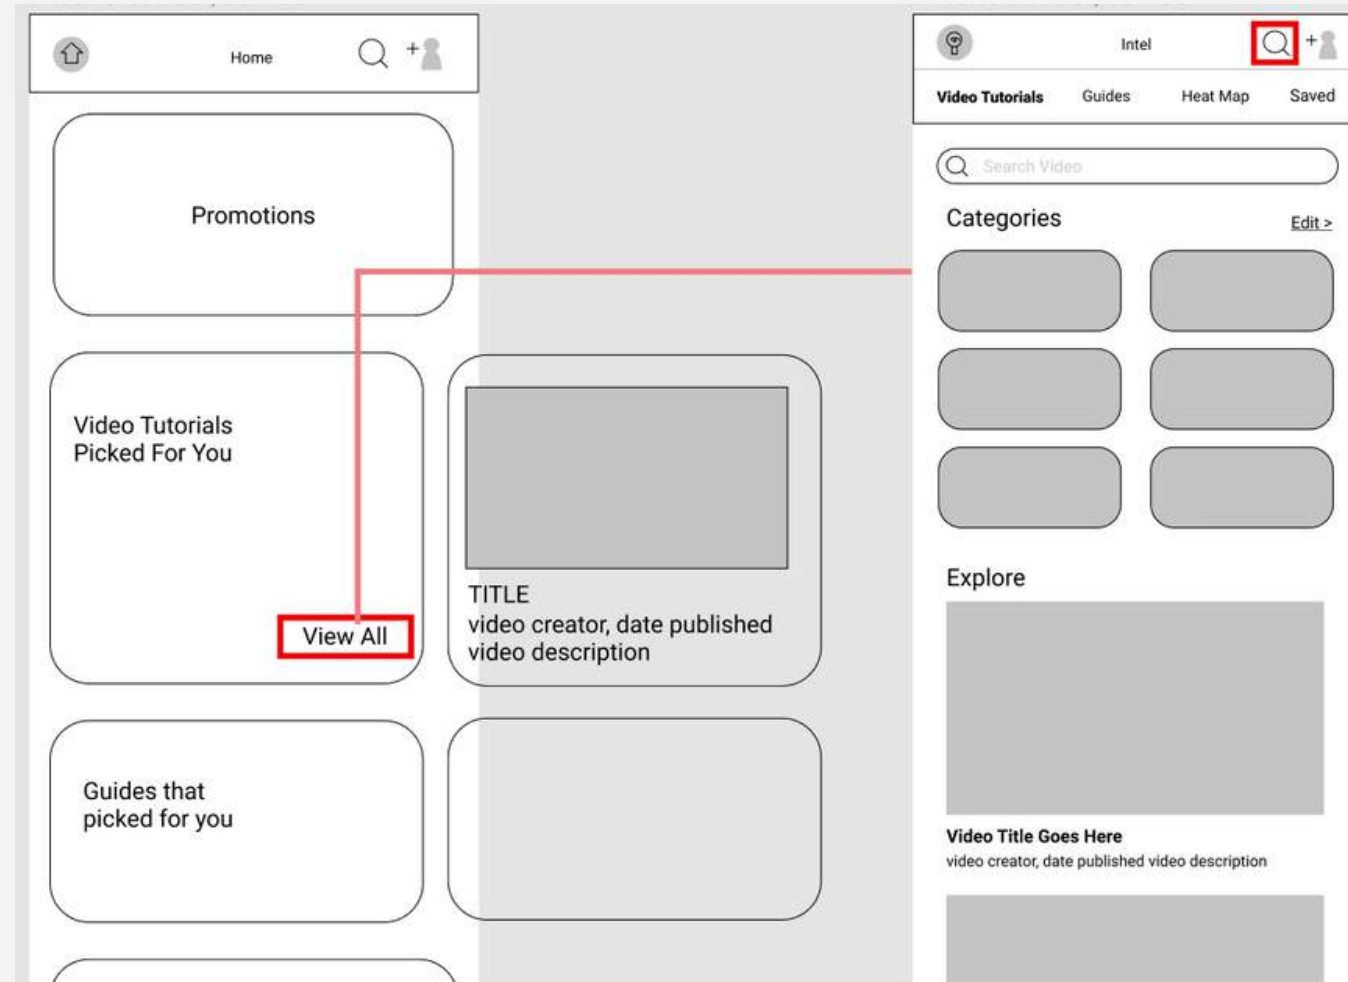 Home
+
Promotions
Video Tutorials
Picked For You
View All
TITLE
video creator, date published
video description
Guides that
picked for you
Intel
+
Video Tutorials Guides Heat Map Saved
Search Video
Categories
Edit >
Explore
Video Title Goes Here
video creator, date published video description